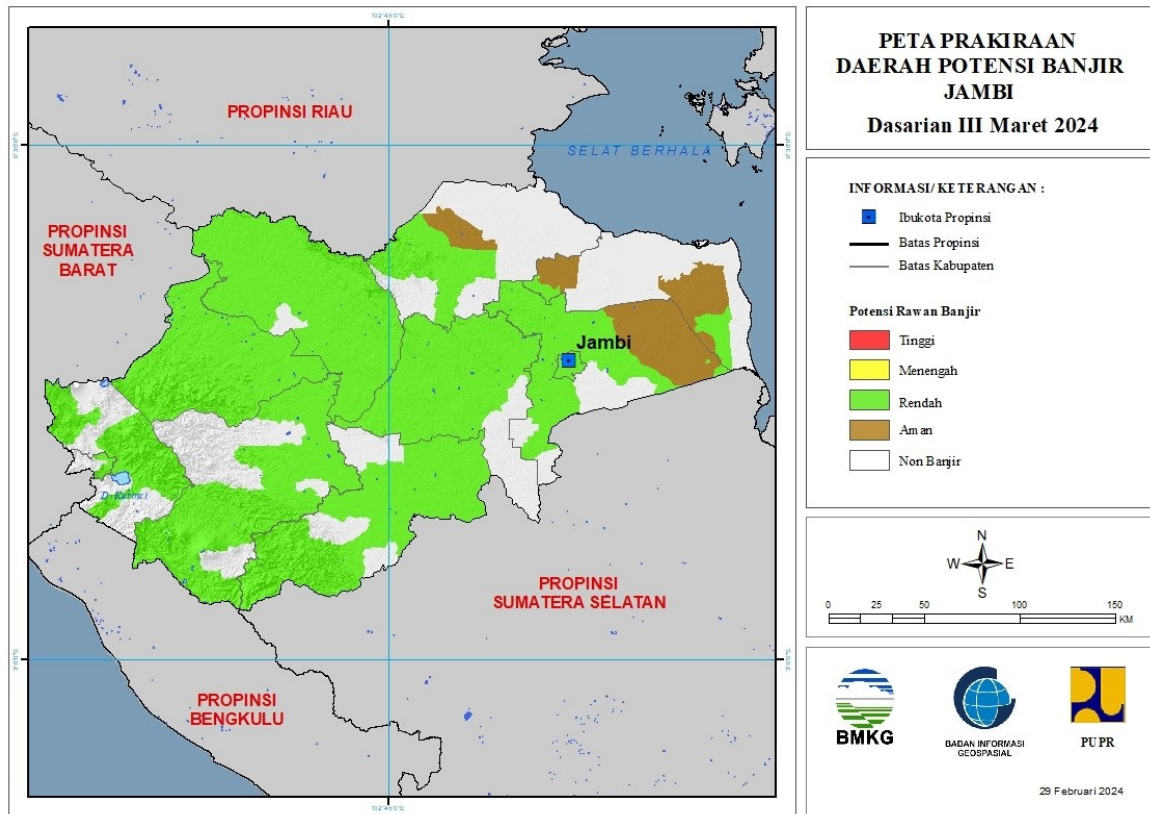 PETA PRAKIRAAN
DAERAH POTENSI BANJIR
JAMBI
Dasarian III Maret 2024
PROPINSI RIAU
SELAT BERHALA
PROPINSI
SUMATERA
BARAT
Jambi
D. Kerinci
PROPINSI
SUMATERA SELATAN
PROPINSI
BENGKULU
INFORMASI/ KETERANGAN :
Ibukota Propinsi
Batas Propinsi
Batas Kabupaten
Potensi Rawan Banjir
Tinggi
Menengah
Rendah
Aman
Non Banjir
N
W E
S
0 25 50 100 150
KM
BMKG
BADAN INFORMASI
GEOSPASIAL
PUPR
29 Februari 2024